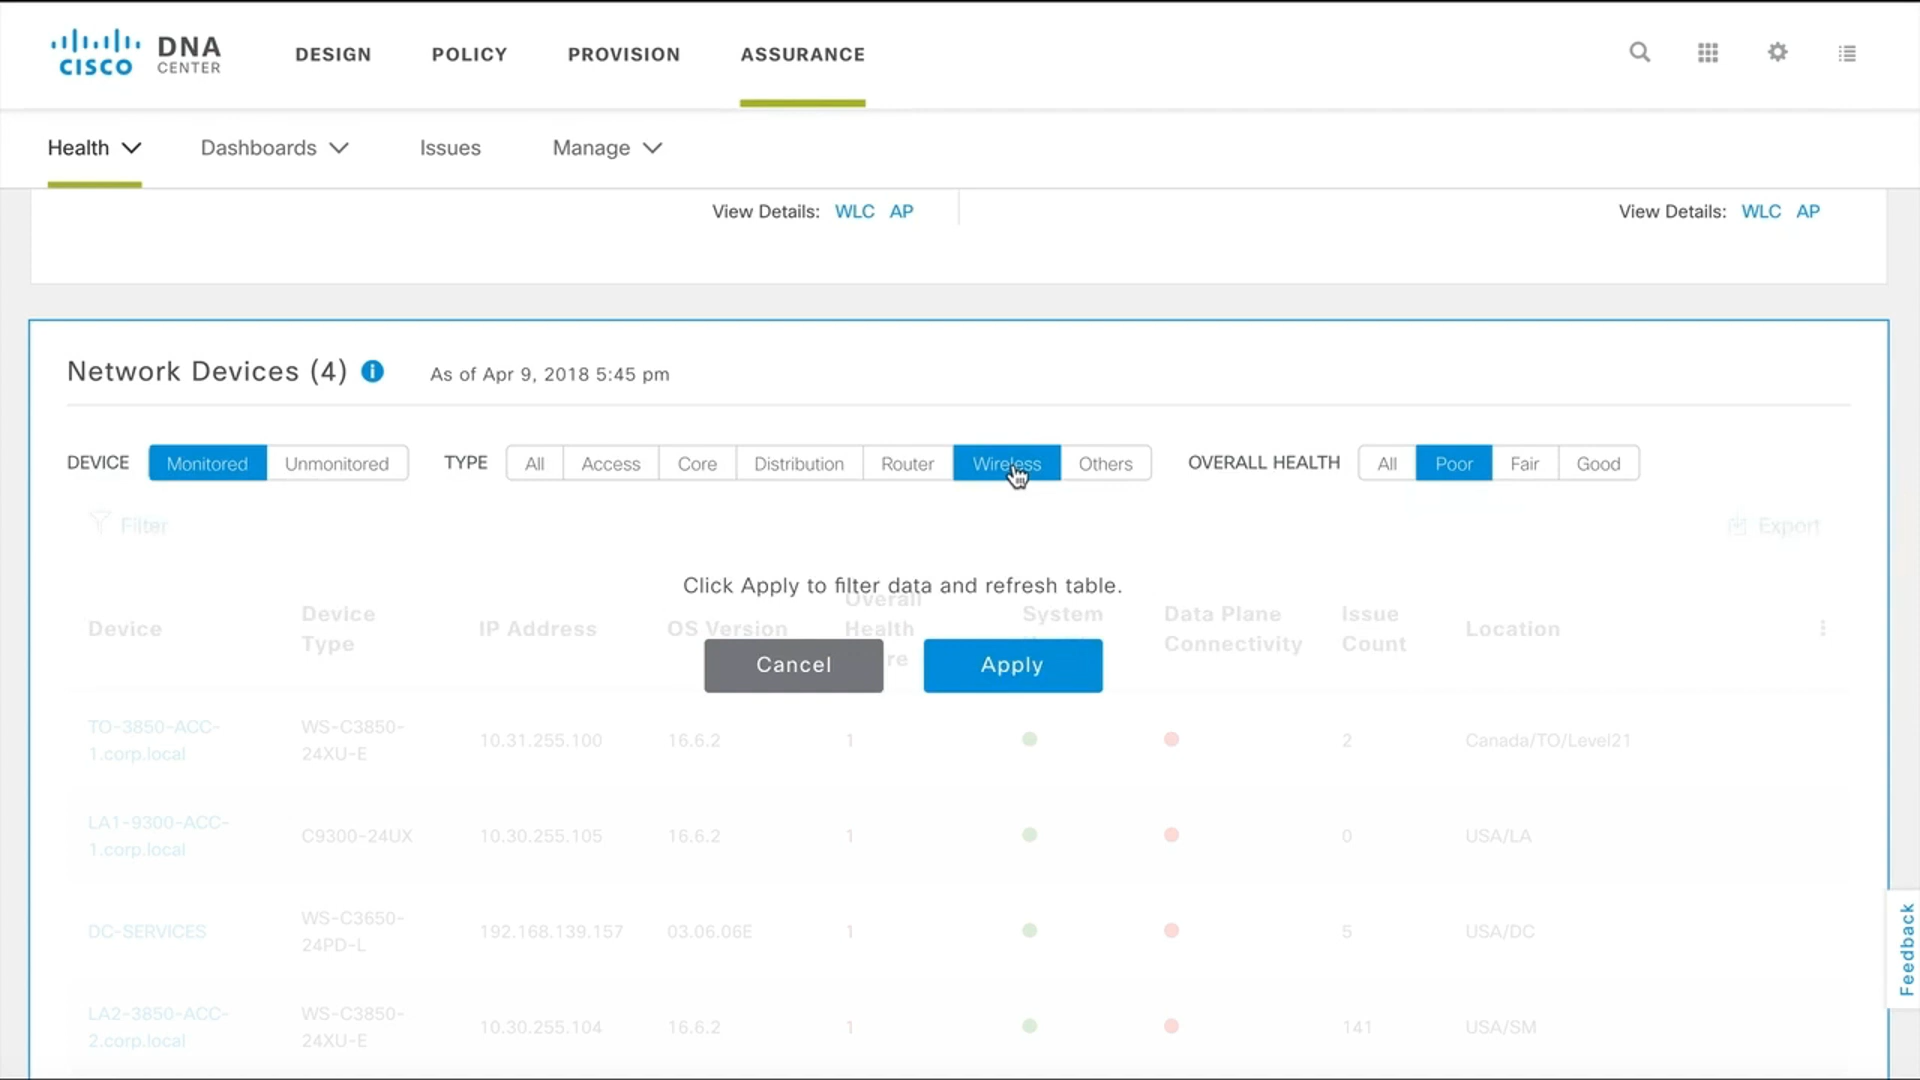 CISCO
DNA
CENTER
DESIGN
POLICY
PROVISION
ASSURANCE
Health
Dashboards
Issues
Manage
View Details: WLC AP
View Details: WLC AP
Network Devices (4)
As of Apr 9, 2018 5:45 pm
DEVICE Monitored Unmonitored TYPE All Access Core Distribution Router Wireless Others OVERALL HEALTH All Poor Fair Good
Filter
Export
Click Apply to filter data and refresh table.
Cancel
Apply
Device
Device
Type
IP Address
OS Version
Overall
Health
System
Data Plane
Connectivity
Issue
Count
Location
TO-3850-ACC-
1.corp.local
WS-C3850-
24XU-E
10.31.255.100
16.6.2
1
2
Canada/TO/Level21
LA1-9300-ACC-
1.corp.local
C9300-24UX
10.30.255.105
16.6.2
1
0
USA/LA
DC-SERVICES
WS-C3650-
24PD-L
192.168.139.157
03.06.06E
1
5
USA/DC
LA2-3850-ACC-
2.corp.local
WS-C3850-
24XU-E
10.30.255.104
16.6.2
1
141
USA/SM
Feedback